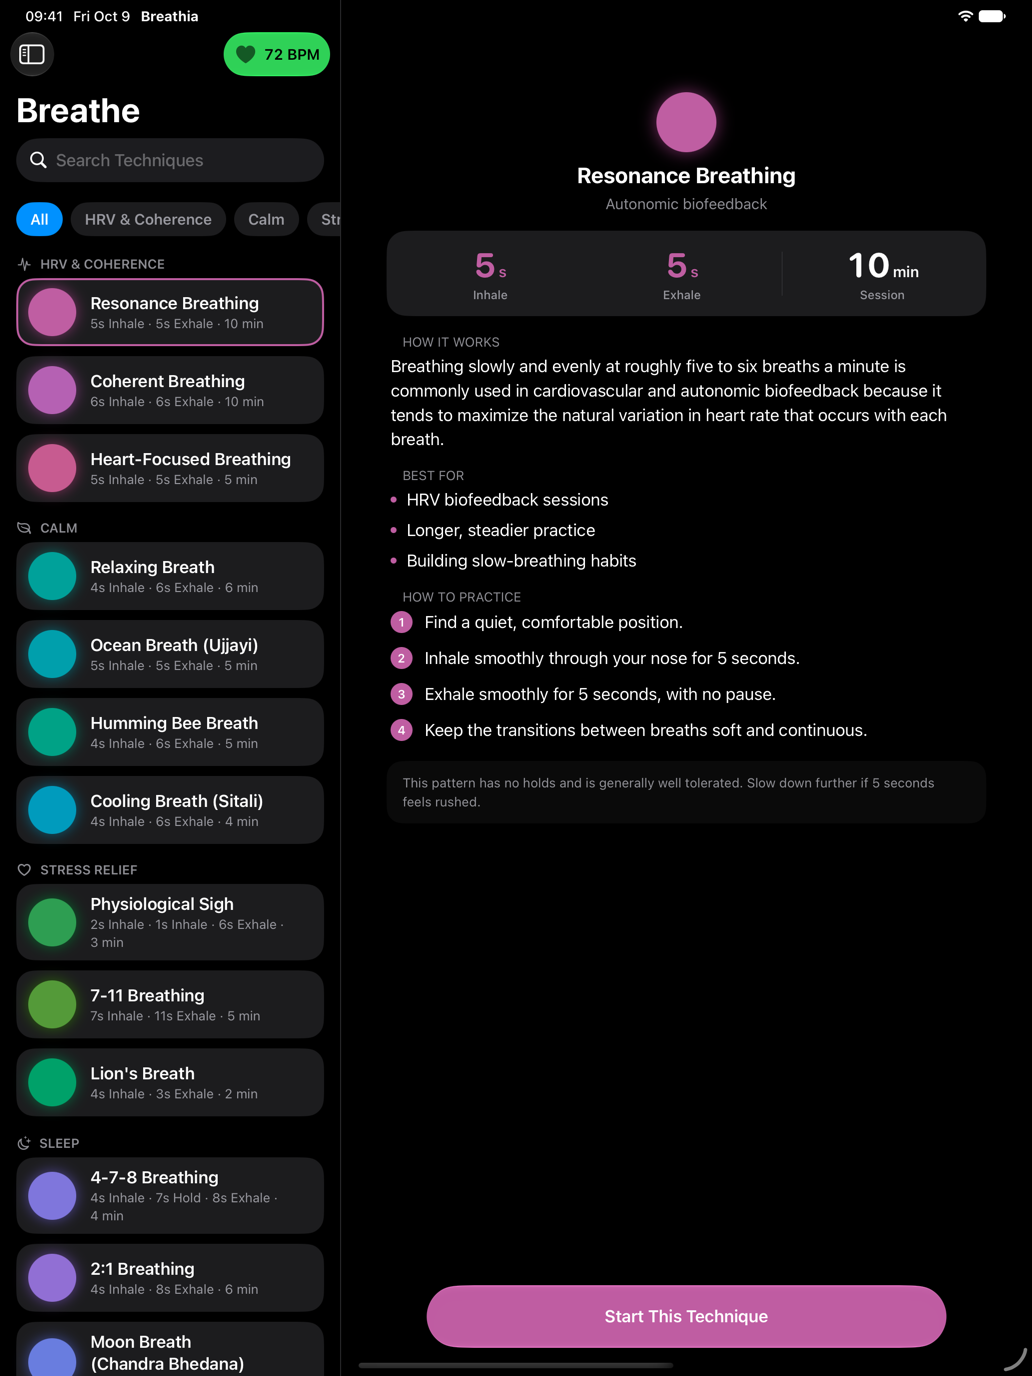 09:41 Fri Oct 9 Breathia
72 BPM
Breathe
Search Techniques
All
HRV & Coherence
Calm
Str
HRV & COHERENCE
Resonance Breathing
5s Inhale · 5s Exhale · 10 min
Coherent Breathing
6s Inhale · 6s Exhale · 10 min
Heart-Focused Breathing
5s Inhale · 5s Exhale · 5 min
CALM
Relaxing Breath
4s Inhale · 6s Exhale · 6 min
Ocean Breath (Ujjayi)
5s Inhale · 5s Exhale · 5 min
Humming Bee Breath
4s Inhale · 6s Exhale · 5 min
Cooling Breath (Sitali)
4s Inhale · 6s Exhale · 4 min
STRESS RELIEF
Physiological Sigh
2s Inhale · 1s Inhale · 6s Exhale ·
3 min
7-11 Breathing
7s Inhale · 11s Exhale · 5 min
Lion's Breath
4s Inhale · 3s Exhale · 2 min
SLEEP
4-7-8 Breathing
4s Inhale · 7s Hold · 8s Exhale ·
4 min
2:1 Breathing
4s Inhale · 8s Exhale · 6 min
Moon Breath
(Chandra Bhedana)
Resonance Breathing
Autonomic biofeedback
5 s
Inhale
5 s
Exhale
10 min
Session
HOW IT WORKS
Breathing slowly and evenly at roughly five to six breaths a minute is
commonly used in cardiovascular and autonomic biofeedback because it
tends to maximize the natural variation in heart rate that occurs with each
breath.
BEST FOR
• HRV biofeedback sessions
• Longer, steadier practice
• Building slow-breathing habits
HOW TO PRACTICE
1 Find a quiet, comfortable position.
2 Inhale smoothly through your nose for 5 seconds.
3 Exhale smoothly for 5 seconds, with no pause.
4 Keep the transitions between breaths soft and continuous.
This pattern has no holds and is generally well tolerated. Slow down further if 5 seconds
feels rushed.
Start This Technique